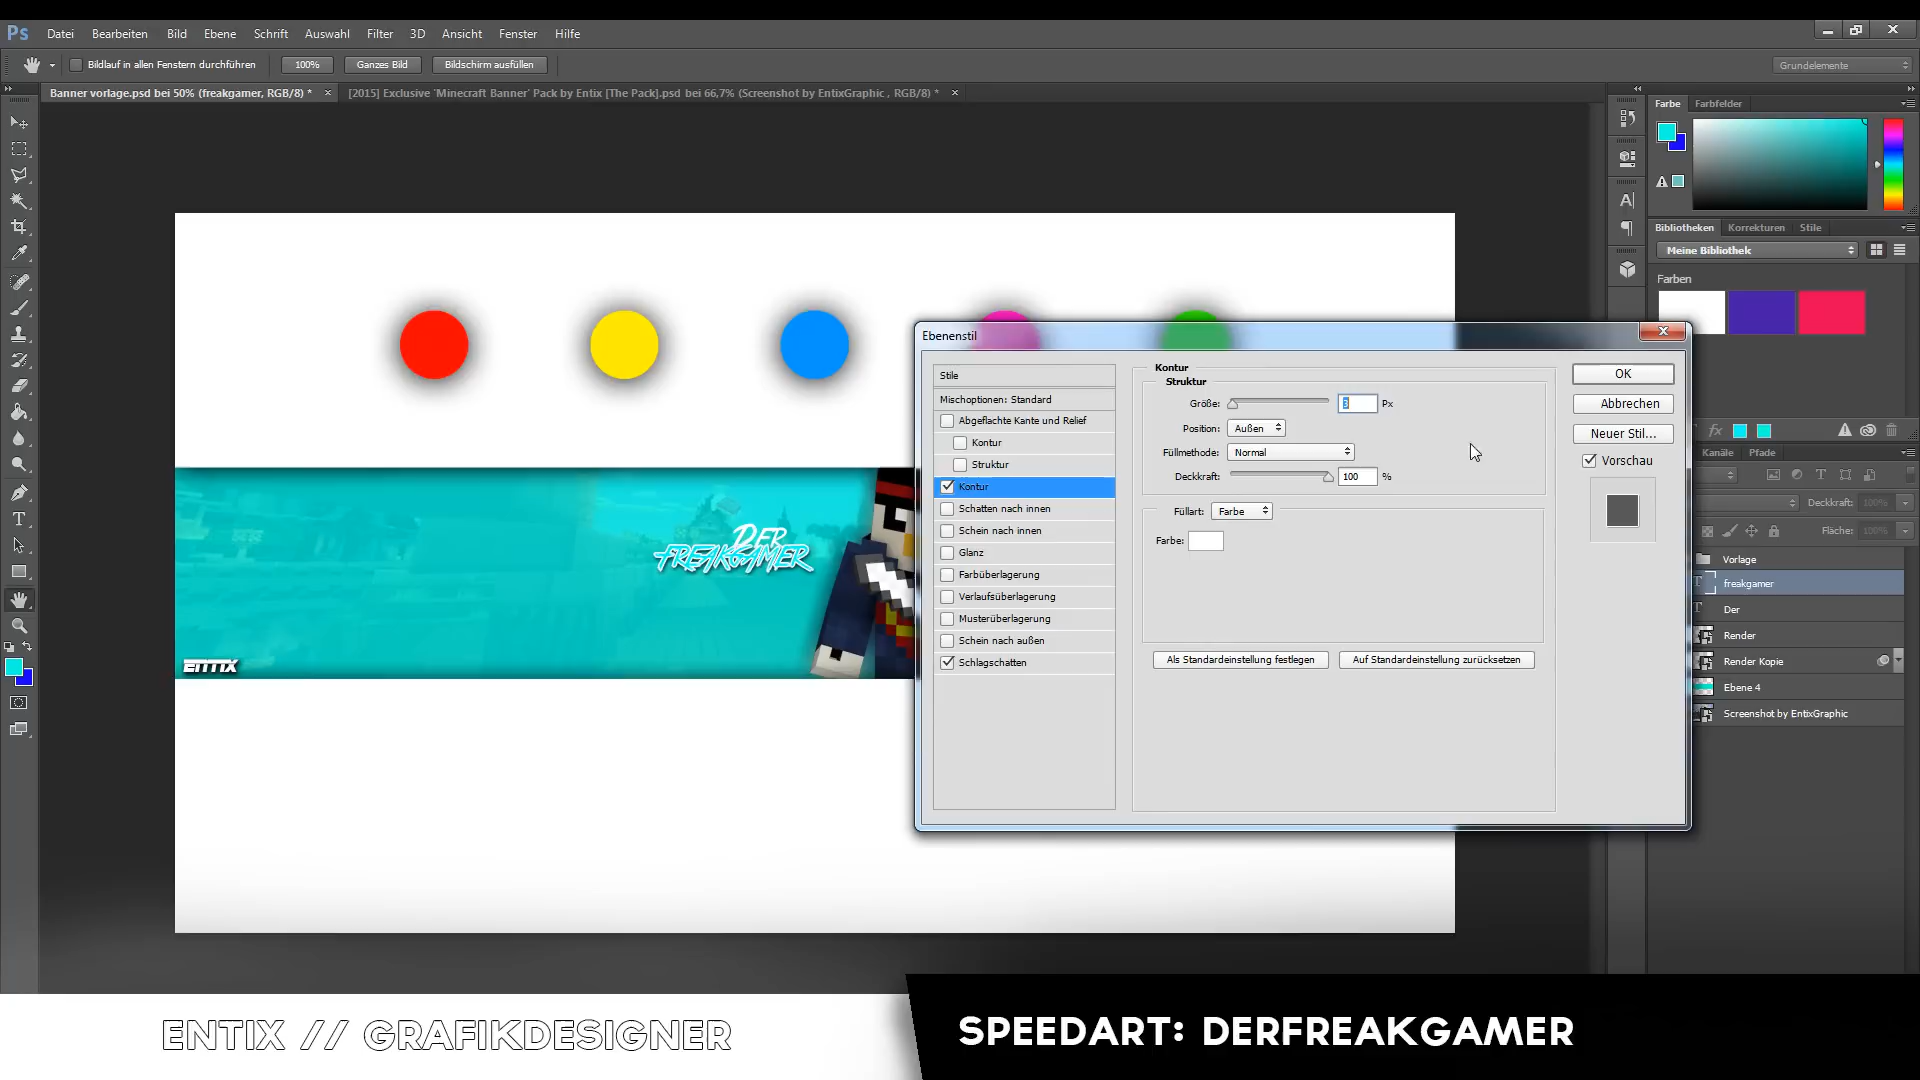 Ps Datei Bearbeiten Bild Ebene Schrift Auswahl Filter 3D Ansicht Fenster Hilfe
Bildlauf in allen Fenstern durchführen 100% Ganzes Bild Bildschirm ausfüllen Grundelemente
Banner vorlage.psd bei 50% (freakgamer, RGB/8) * × [2015] Exclusive 'Minecraft Banner' Pack by Entix [The Pack].psd bei 66,7% (Screenshot by EntixGraphic , RGB/8) * ×
Farbe Farbfelder
Bibliotheken Korrekturen Stile
Meine Bibliothek
Farben
fx
Kanäle Pfade
Deckkraft: 100%
Fläche: 100%
Vorlage
freakgamer
Der
Render
Render Kopie
Ebene 4
Screenshot by EntixGraphic
Ebenenstil
Stile
Mischoptionen: Standard
Abgeflachte Kante und Relief
Kontur
Struktur
Kontur
Schatten nach innen
Schein nach innen
Glanz
Farbüberlagerung
Verlaufsüberlagerung
Musterüberlagerung
Schein nach außen
Schlagschatten
Kontur
Struktur
Größe: 3 Px
Position: Außen
Füllmethode: Normal
Deckkraft: 100 %
Füllart: Farbe
Farbe:
Als Standardeinstellung festlegen Auf Standardeinstellung zurücksetzen
OK
Abbrechen
Neuer Stil...
Vorschau
DER
FREAKGAMER
ENTIX
ENTIX // GRAFIKDESIGNER
SPEEDART: DERFREAKGAMER